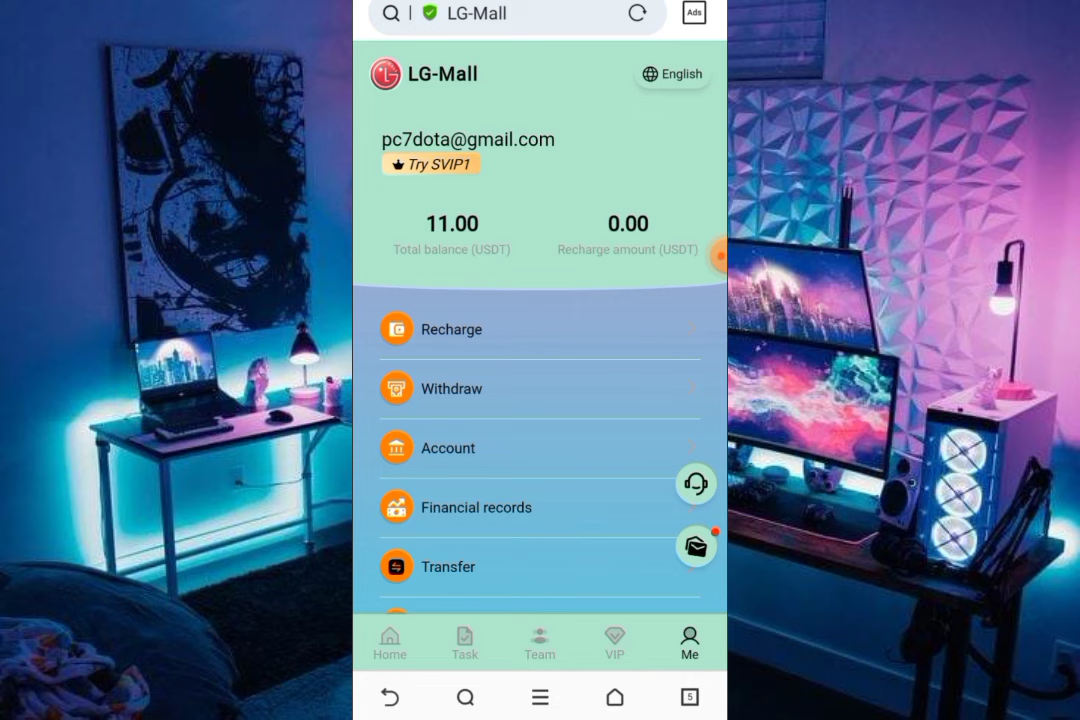 LG-Mall
Ads
LG-Mall
English
pc7dota@gmail.com
Try SVIP1
11.00
0.00
Total balance (USDT)
Recharge amount (USDT)
Recharge
Withdraw
Account
Financial records
Transfer
Home
Task
Team
VIP
Me
5